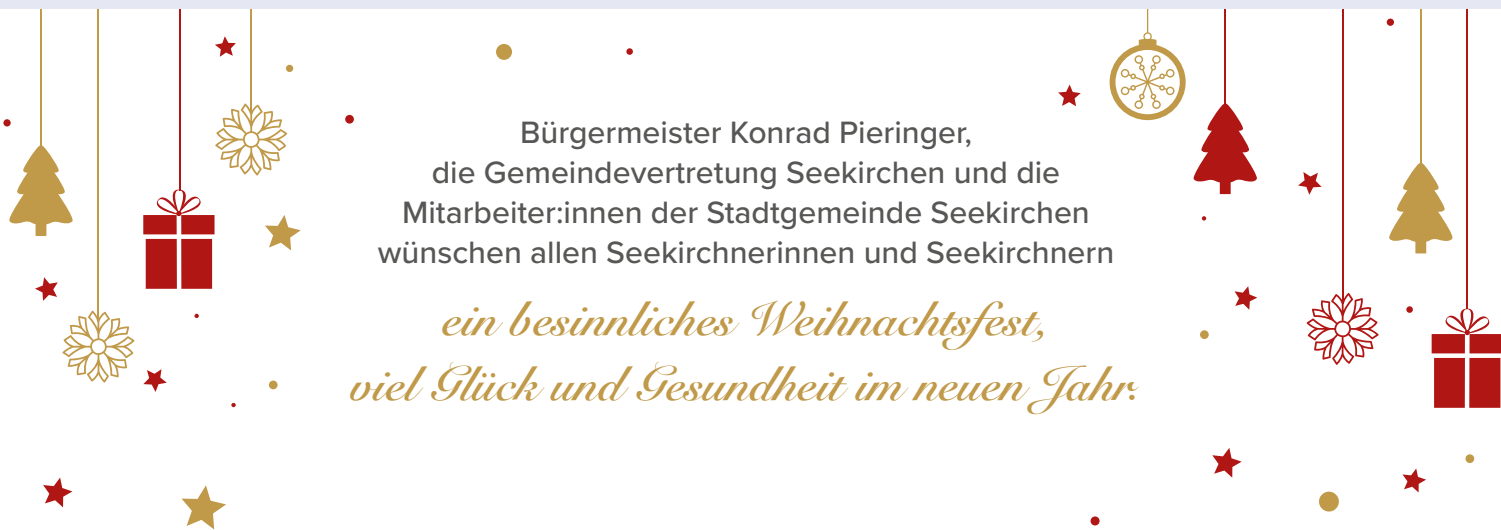 Bürgermeister Konrad Pieringer,
die Gemeindevertretung Seekirchen und die
Mitarbeiter:innen der Stadtgemeinde Seekirchen
wünschen allen Seekirchnerinnen und Seekirchnern
ein besinnliches Weihnachtsfest,
viel Glück und Gesundheit im neuen Jahr.